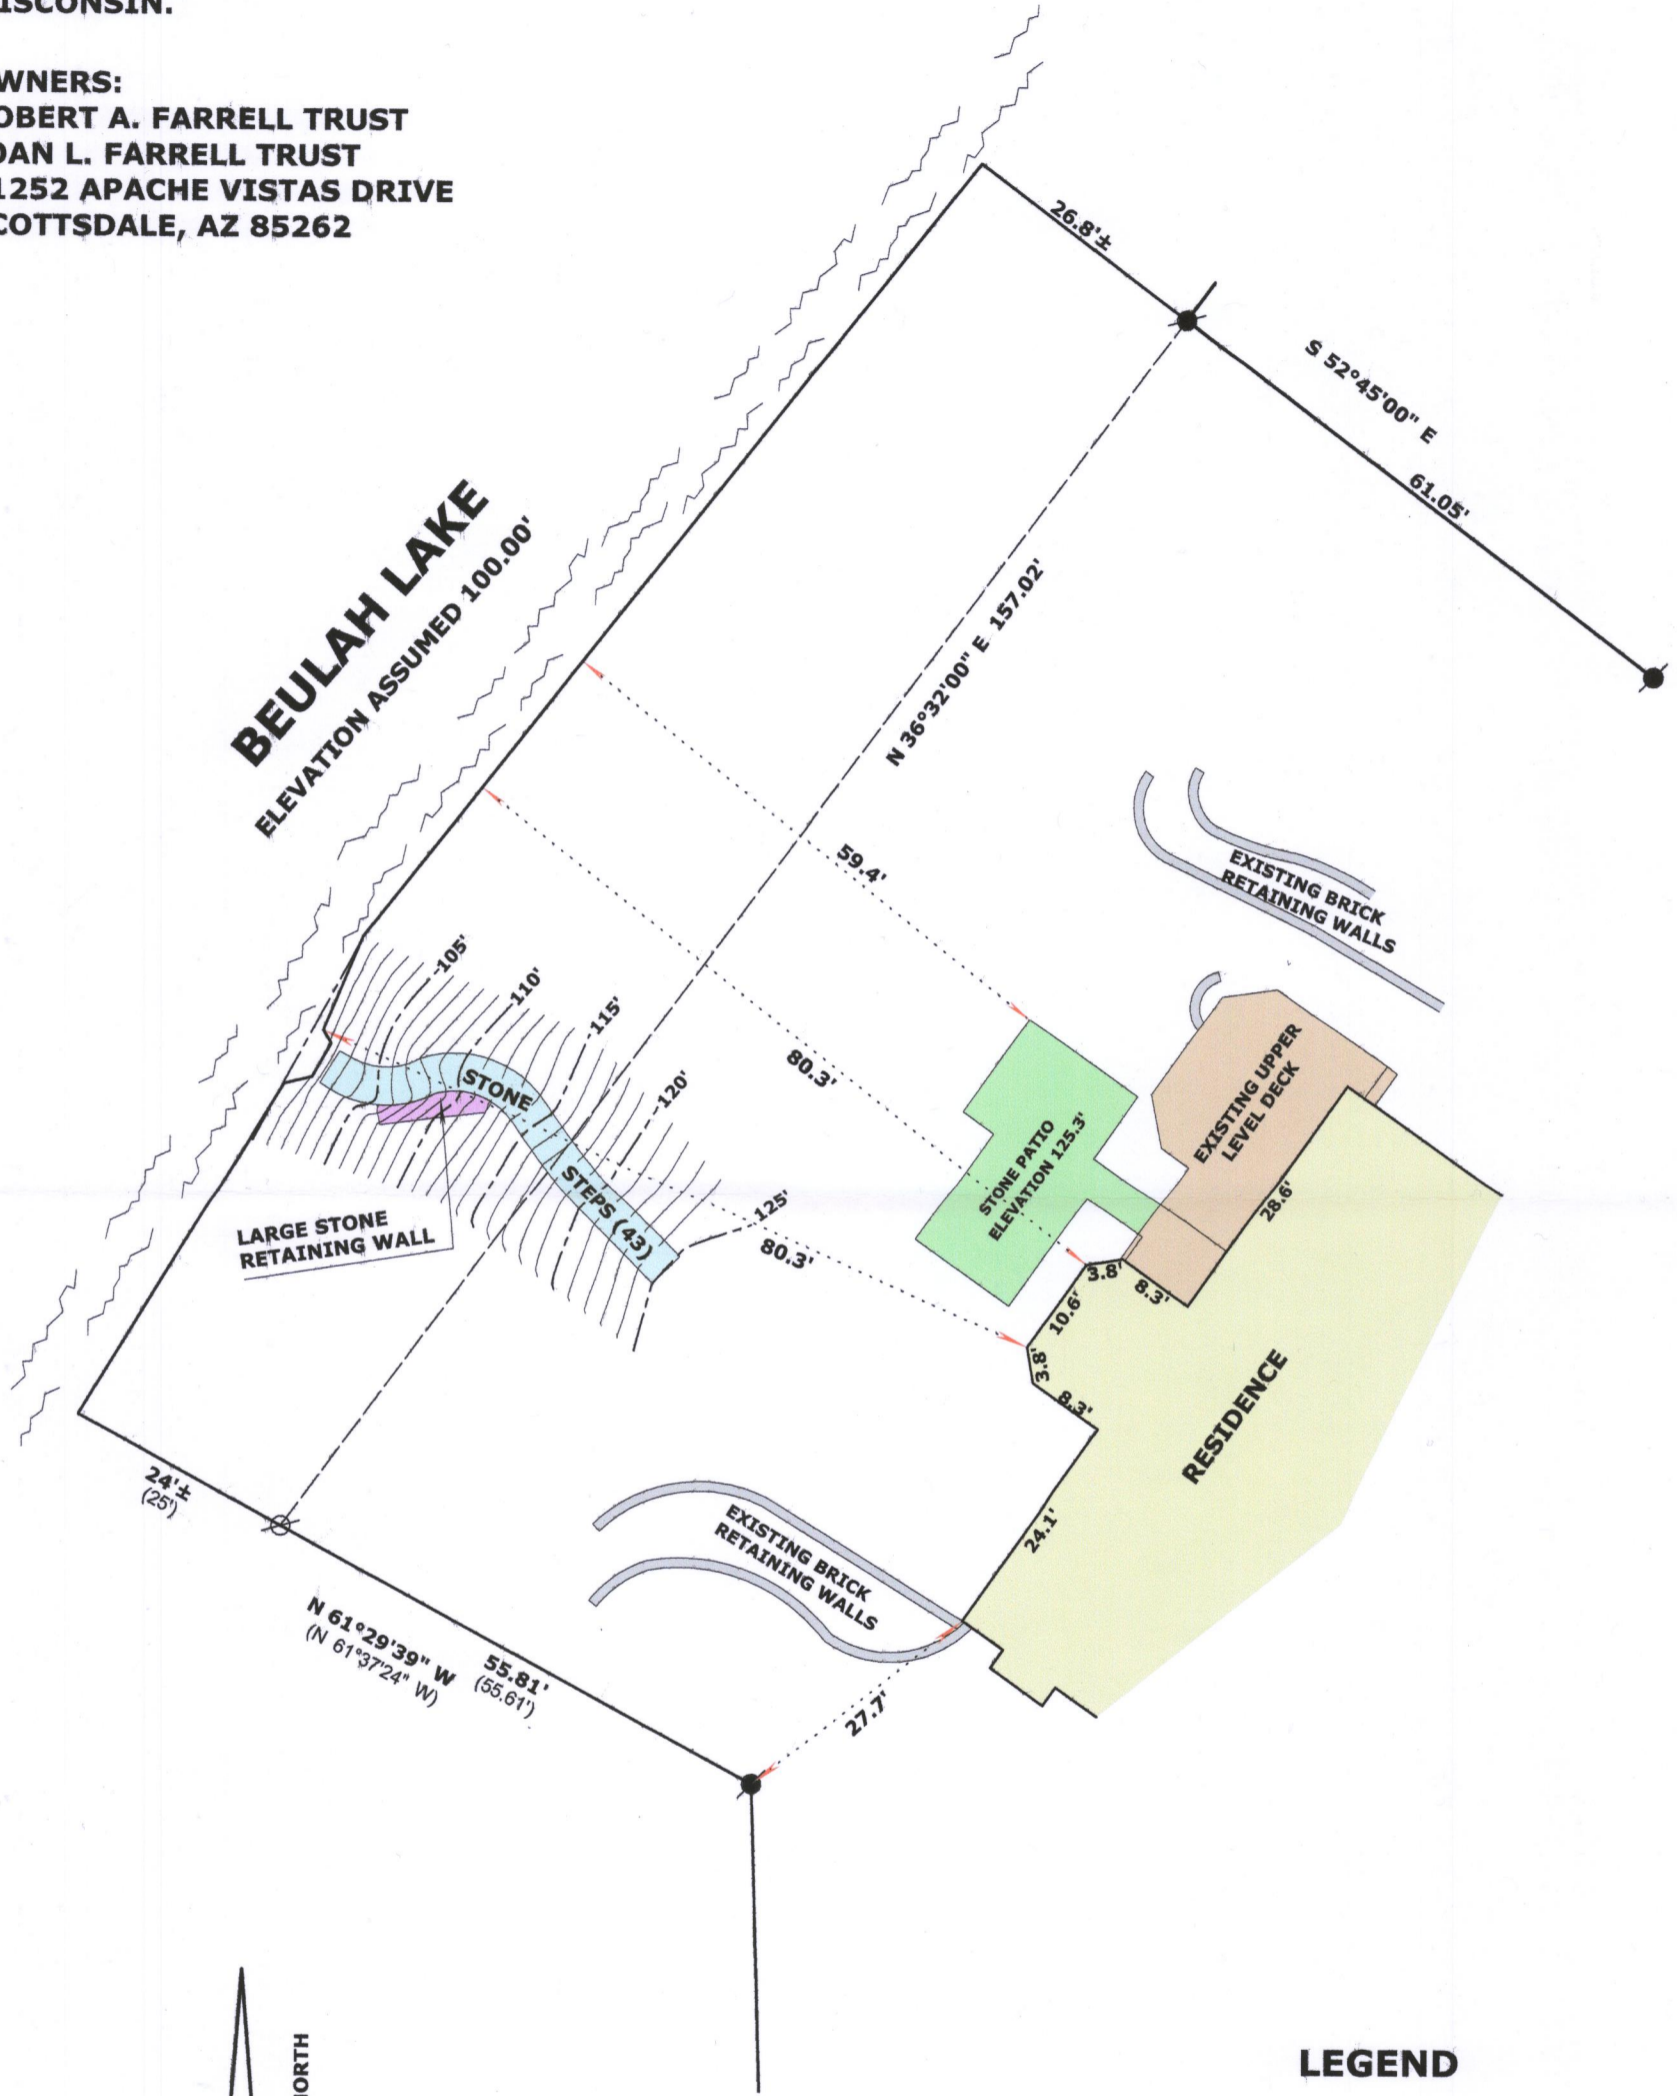 ISCONSIN.
WNERS:
OBERT A. FARRELL TRUST
OAN L. FARRELL TRUST
1252 APACHE VISTAS DRIVE
COTTSDALE, AZ 85262
26.8'±
S 52°45'00" E
61.05'
BEULAH LAKE
ELEVATION ASSUMED 100.00'
N 36°32'00" E 157.02'
59.4'
EXISTING BRICK
RETAINING WALLS
105'
110'
115'
120'
125'
80.3'
STONE
STEPS (43)
80.3'
LARGE STONE
RETAINING WALL
STONE PATIO
ELEVATION 125.3'
EXISTING UPPER
LEVEL DECK
28.6'
3.8'
8.3'
10.6'
3.8'
8.3'
RESIDENCE
24.1'
24'±
(25')
EXISTING BRICK
RETAINING WALLS
N 61°29'39" W 55.81'
(N 61°37'24" W) (55.61')
27.7'
NORTH
LEGEND